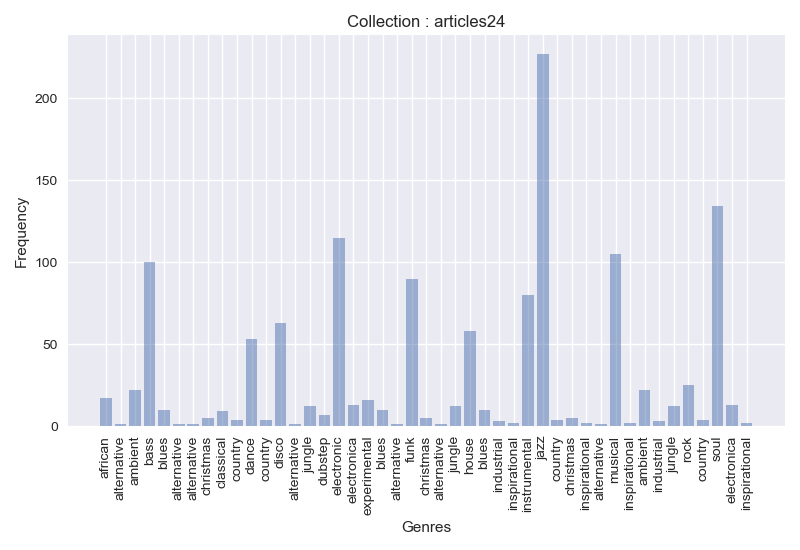 Collection : articles24
Frequency
200
150
100
50
0
african
alternative
ambient
bass
blues
alternative
alternative
christmas
classical
country
dance
country
disco
alternative
jungle
dubstep
electronic
electronica
experimental
blues
alternative
funk
christmas
alternative
jungle
house
blues
industrial
inspirational
instrumental
jazz
country
christmas
inspirational
alternative
musical
inspirational
ambient
industrial
jungle
rock
country
soul
electronica
inspirational
Genres